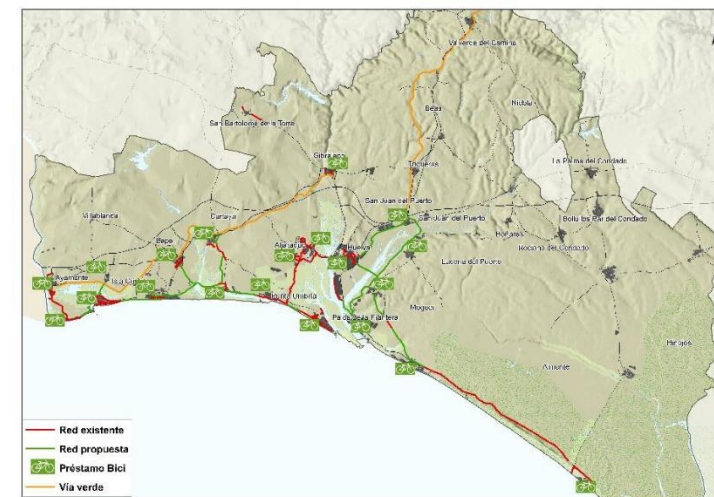 Valverde del Camino
Beas
Niebla
San Bartolomé de la Torre
Gibraleón
Trigueros
La Palma del Condado
San Juan del Puerto
San Juan del Puerto
Villablanca
Cartaya
Bollullos Par del Condado
Lepe
Aljaraque
Huelva
Bonares
Rociana del Condado
Lucena del Puerto
Ayamonte
Punta Umbría
Moguer
Palos de la Frontera
Hinojos
Almonte
Red existente
Red propuesta
Préstamo Bici
Vía verde